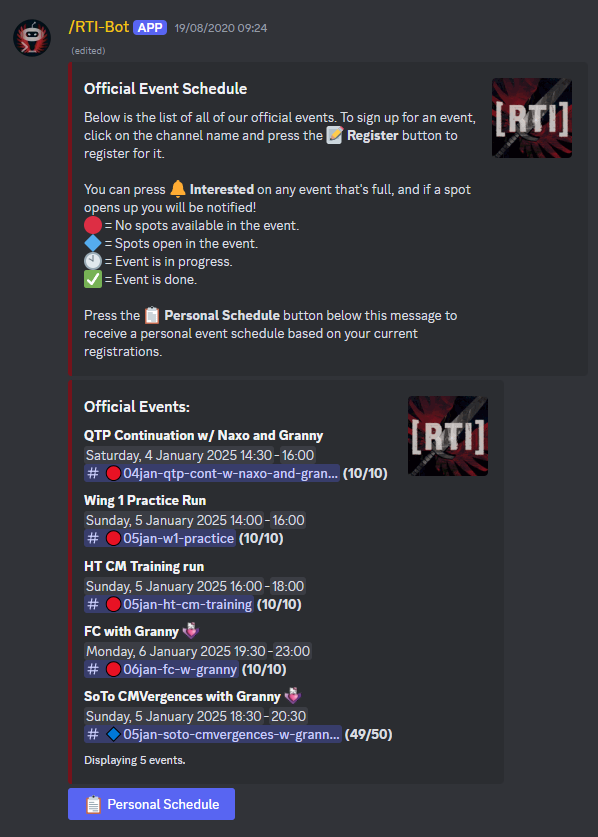 /RTI-Bot APP 19/08/2020 09:24
(edited)
Official Event Schedule
Below is the list of all of our official events. To sign up for an event,
click on the channel name and press the 📝 Register button to
register for it.
You can press 🔔 Interested on any event that's full, and if a spot
opens up you will be notified!
🔴 = No spots available in the event.
🔷 = Spots open in the event.
🕙 = Event is in progress.
✅ = Event is done.
Press the 📋 Personal Schedule button below this message to
receive a personal event schedule based on your current
registrations.
[RTI]
Official Events:
[RTI]
QTP Continuation w/ Naxo and Granny
Saturday, 4 January 2025 14:30 - 16:00
# 🔴04jan-qtp-cont-w-naxo-and-gran... (10/10)
Wing 1 Practice Run
Sunday, 5 January 2025 14:00 - 16:00
# 🔴05jan-w1-practice (10/10)
HT CM Training run
Sunday, 5 January 2025 16:00 - 18:00
# 🔴05jan-ht-cm-training (10/10)
FC with Granny
Monday, 6 January 2025 19:30 - 23:00
# 🔴06jan-fc-w-granny (10/10)
SoTo CMVergences with Granny
Sunday, 5 January 2025 18:30 - 20:30
# 🔷05jan-soto-cmvergences-w-grann... (49/50)
Displaying 5 events.
📋 Personal Schedule